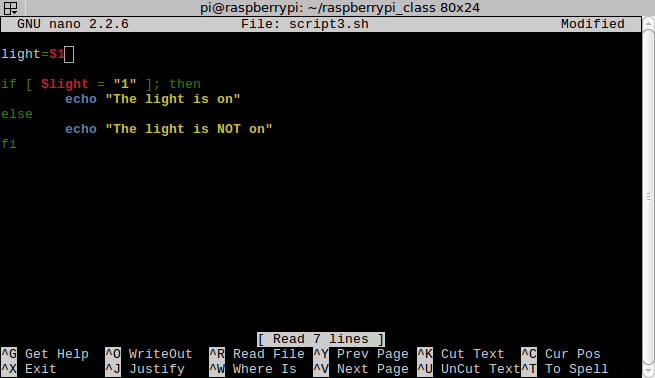 pi@raspberrypi: ~/raspberrypi_class 80x24
GNU nano 2.2.6 File: script3.sh Modified
light=$1
if [ $light = "1" ]; then
echo "The light is on"
else
echo "The light is NOT on"
fi
[ Read 7 lines ]
^G Get Help ^O WriteOut ^R Read File ^Y Prev Page ^K Cut Text ^C Cur Pos
^X Exit ^J Justify ^W Where Is ^V Next Page ^U UnCut Text ^T To Spell